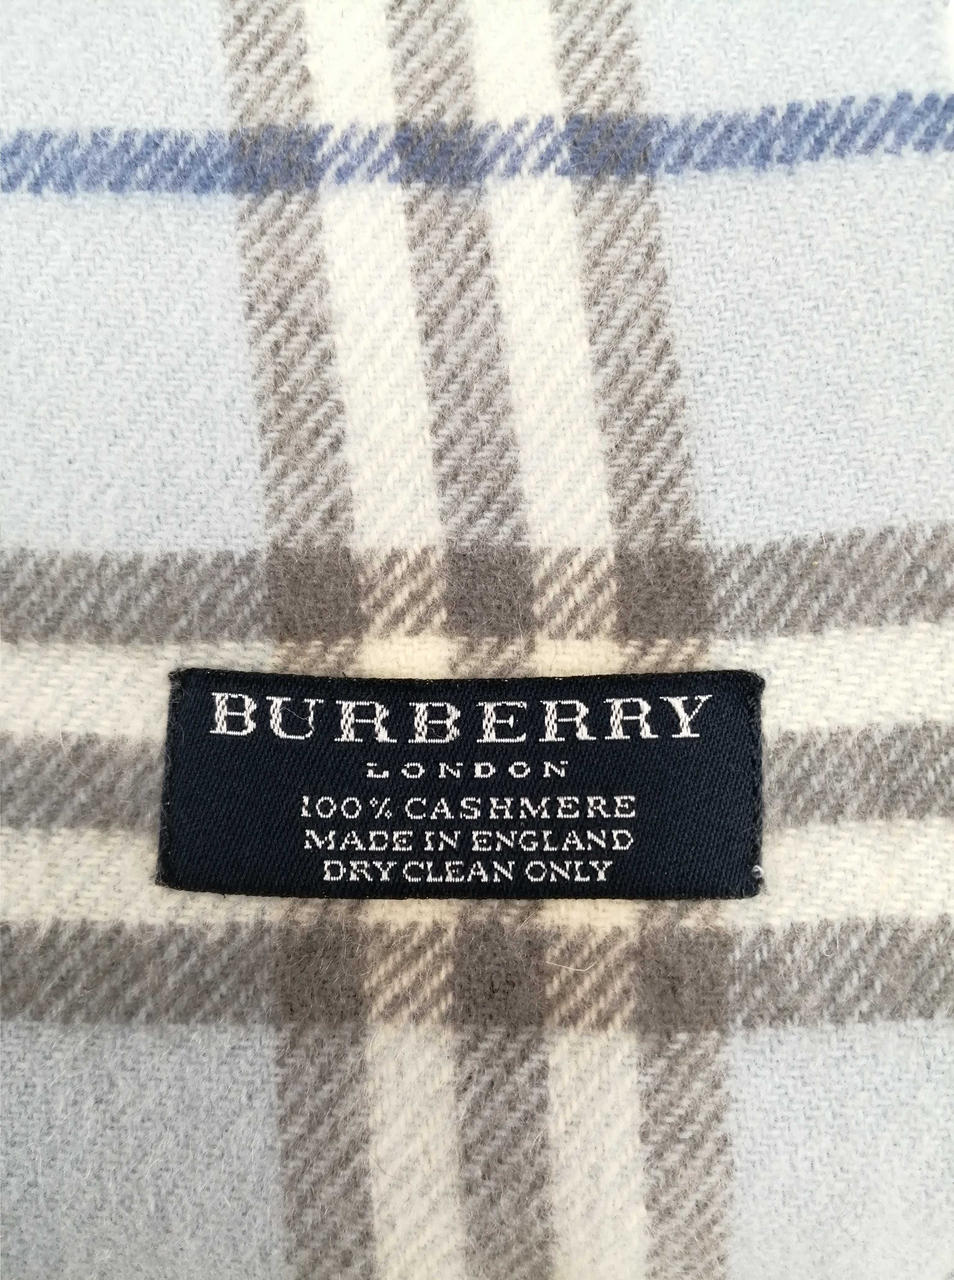 BURBERRY
LONDON
100% CASHMERE
MADE IN ENGLAND
DRY CLEAN ONLY